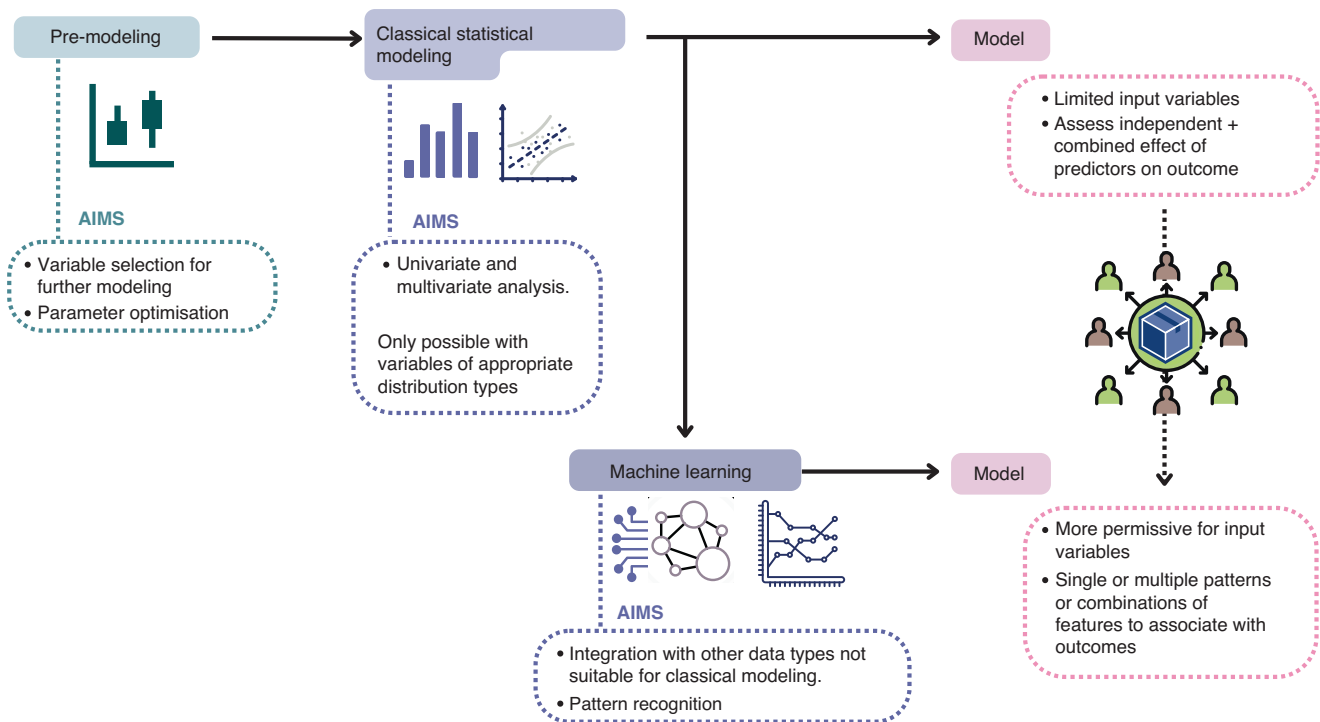 Pre-modeling
Classical statistical
modeling
Model
• Limited input variables
• Assess independent +
combined effect of
predictors on outcome
AIMS
• Variable selection for
further modeling
• Parameter optimisation
AIMS
• Univariate and
multivariate analysis.
Only possible with
variables of appropriate
distribution types
Machine learning
Model
AIMS
• Integration with other data types not
suitable for classical modeling.
• Pattern recognition
• More permissive for input
variables
• Single or multiple patterns
or combinations of
features to associate with
outcomes